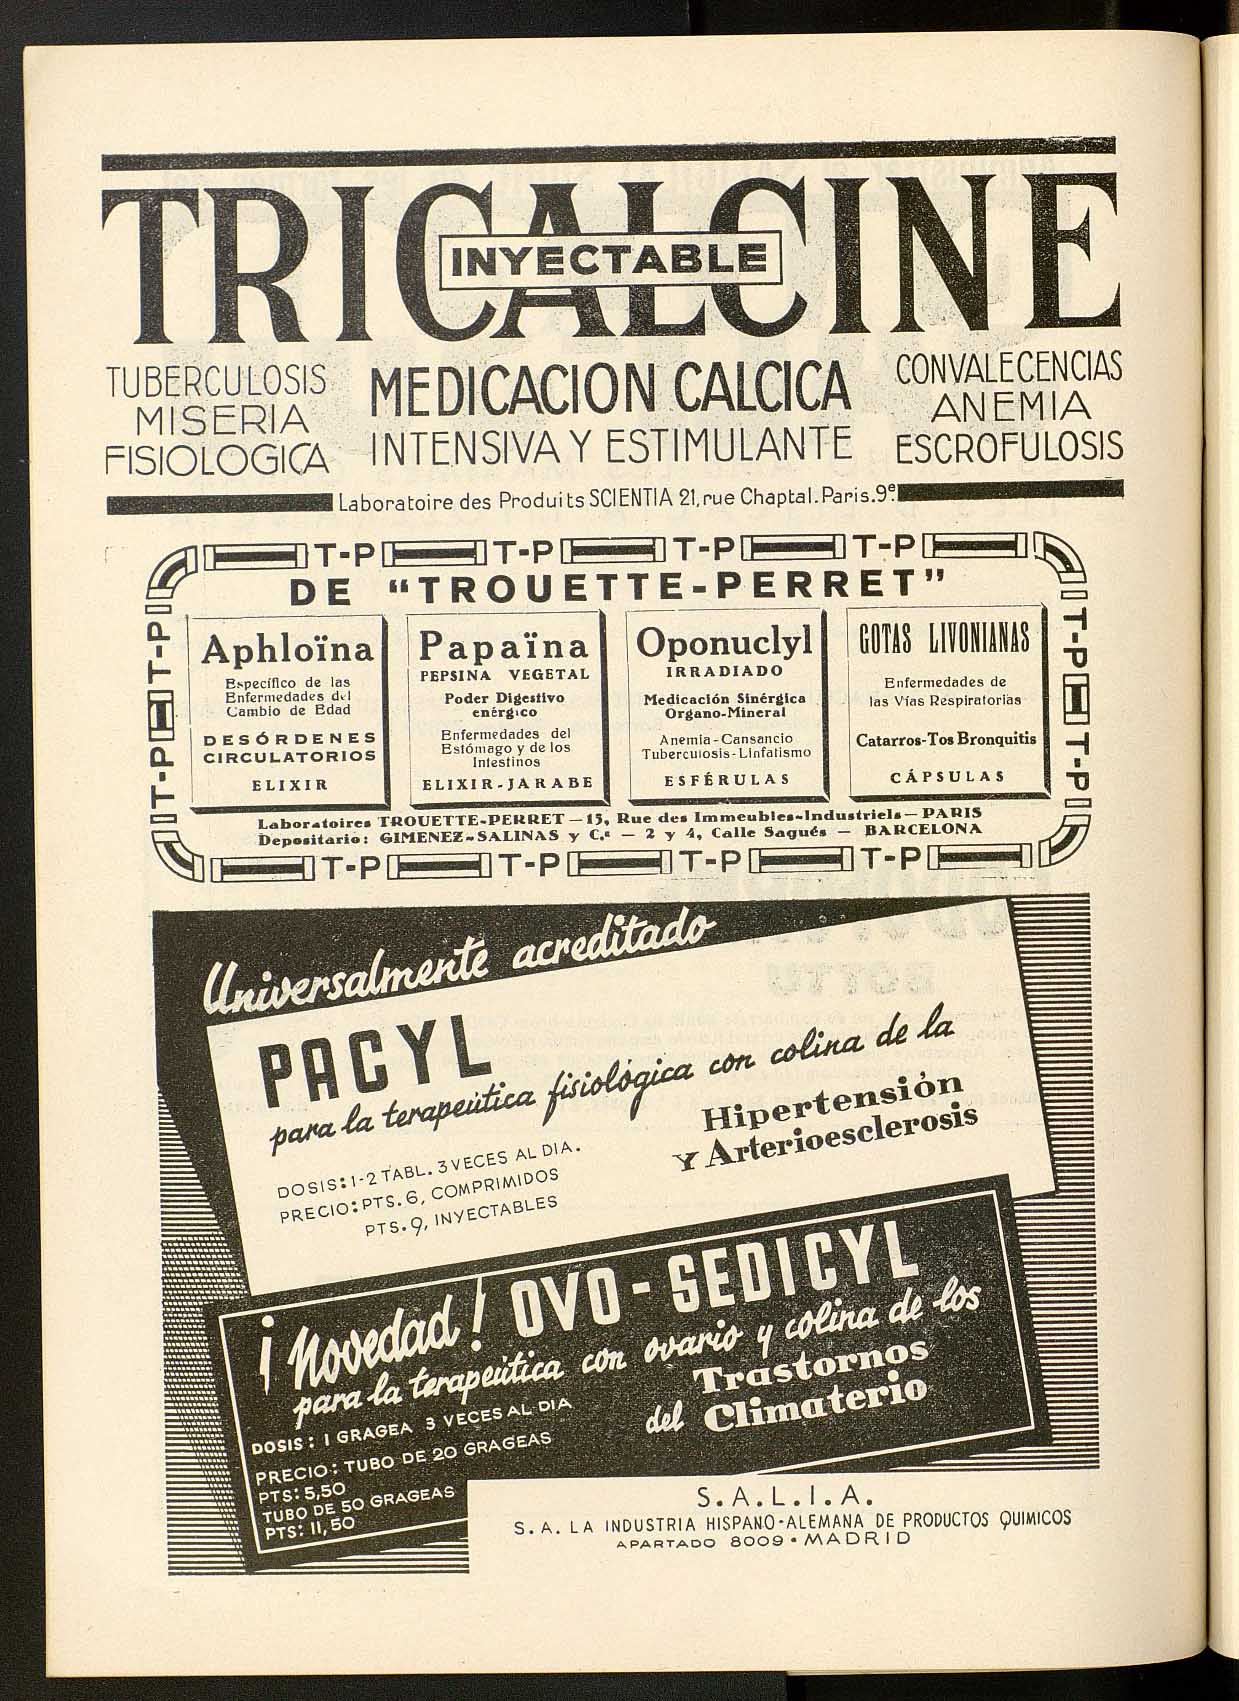 TRICALCINE
INYECTABLE
TUBERCULOSIS
MISERIA
FISIOLOGICA
MEDICACION CALCICA
INTENSIVA Y ESTIMULANTE
CONVALECENCIAS
ANEMIA
ESCROFULOSIS
Laboratoire des Produits SCIENTIA 21, rue Chaptal. Paris. 9e.
T-P T-P T-P T-P
DE "TROUETTE-PERRET"
T-P
T-P
T-P
T-P
Aphloïna
Específico de las
Enfermedades del
Cambio de Edad
DESÓRDENES
CIRCULATORIOS
ELIXIR
Papaïna
PEPSINA VEGETAL
Poder Digestivo
enérgico
Enfermedades del
Estómago y de los
Intestinos
ELIXIR-JARABE
Oponuclyl
IRRADIADO
Medicación Sinérgica
Organo-Mineral
Anemia-Cansancio
Tuberculosis-Linfatismo
ESFÉRULAS
GOTAS LIVONIANAS
Enfermedades de
las Vías Respiratorias
Catarros-Tos Bronquitis
CÁPSULAS
Laboratoires TROUETTE-PERRET — 15, Rue des Immeubles-Industriels — PARIS
Depositario: GIMENEZ-SALINAS y C.ª — 2 y 4, Calle Sagués — BARCELONA
T-P T-P T-P T-P
Universalmente acreditado
PACYL
para la terapeútica fisiológica con colina de la
Hipertensión
Y Arterioesclerosis
DOSIS: 1-2 TABL. 3 VECES AL DIA.
PRECIO: PTS. 6, COMPRIMIDOS
PTS. 9, INYECTABLES
¡Novedad! OVO-SEDICYL
para la terapeútica con ovario y colina de los
Trastornos
del Climaterio
DOSIS: 1 GRAGEA 3 VECES AL DIA
PRECIO: TUBO DE 20 GRAGEAS
PTS: 5,50
TUBO DE 50 GRAGEAS
PTS: 11,50
S.A.L.I.A.
S. A. LA INDUSTRIA HISPANO-ALEMANA DE PRODUCTOS QUIMICOS
APARTADO 8009 • MADRID